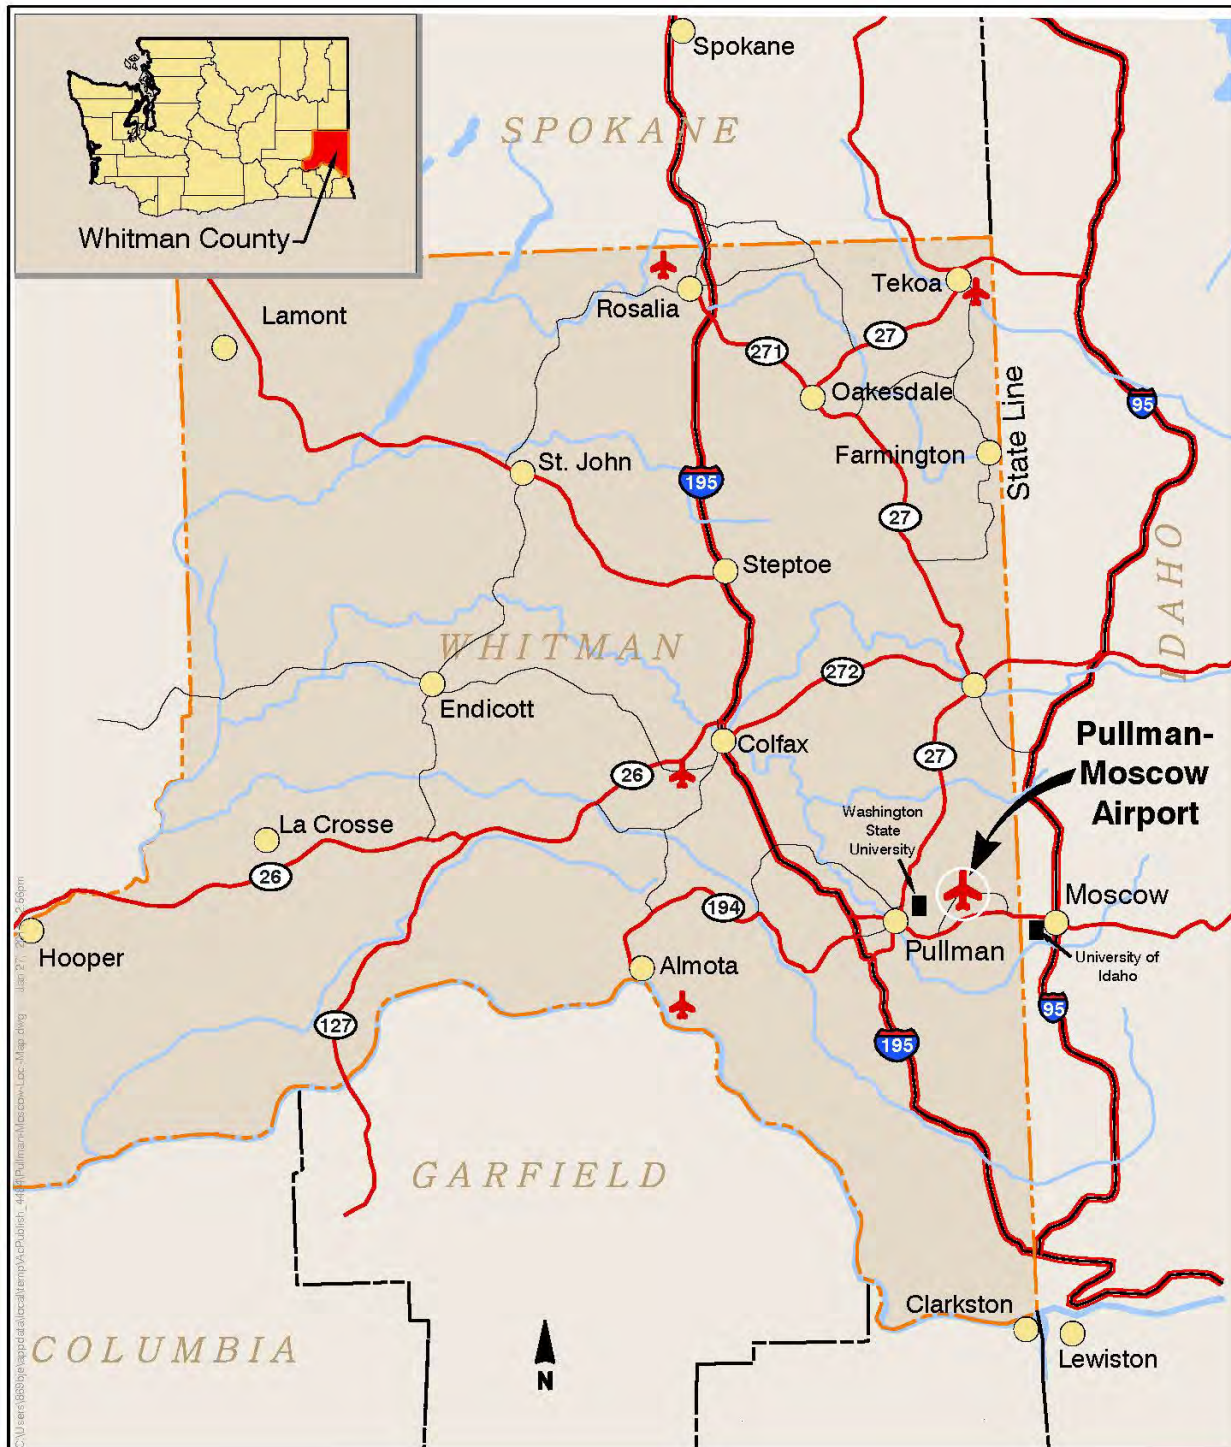 Spokane
SPOKANE
Whitman County
Tekoa
Rosalia
Lamont
27
271
Oakesdale
State Line
95
Farmington
St. John
195
27
Steptoe
IDAHO
WHITMAN
272
Endicott
Pullman-
Moscow
Airport
Colfax
27
26
Washington
State
University
La Crosse
26
Moscow
194
Pullman
Hooper
Almota
University of
Idaho
95
127
195
GARFIELD
Clarkston
COLUMBIA
Lewiston
N